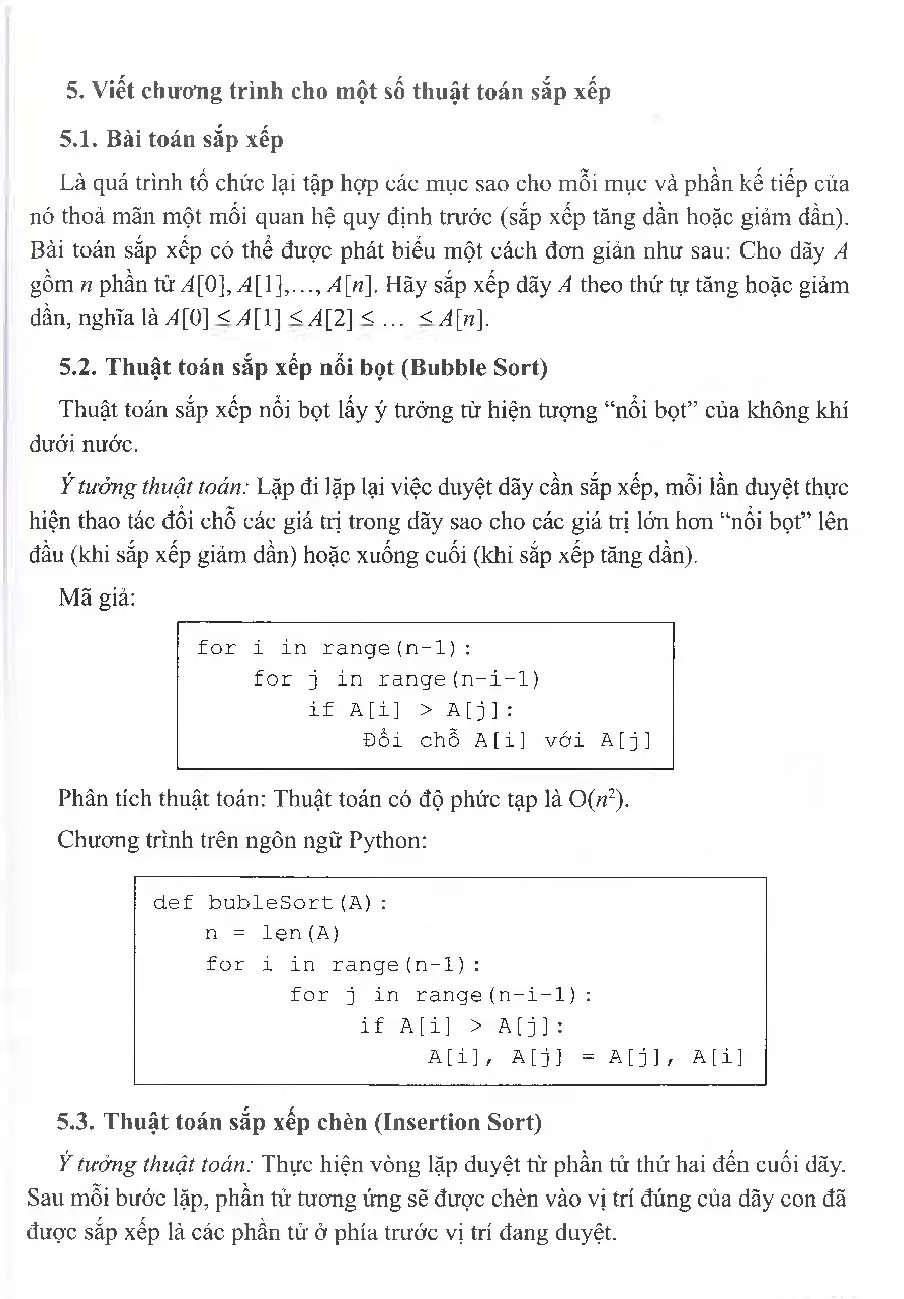 5. Viết chương trình cho một số thuật toán sắp xếp
5.1. Bài toán sắp xếp
Là quá trình tổ chức lại tập hợp các mục sao cho mỗi mục và phần kế tiếp của
nó thoả mãn một mối quan hệ quy định trước (sắp xếp tăng dần hoặc giảm dần).
Bài toán sắp xếp có thể được phát biểu một cách đơn giản như sau: Cho dãy A
gồm n phần tử A[0], A[1],..., A[n]. Hãy sắp xếp dãy A theo thứ tự tăng hoặc giảm
dần, nghĩa là A[0] ≤ A[1] ≤ A[2] ≤ ... ≤ A[n].
5.2. Thuật toán sắp xếp nổi bọt (Bubble Sort)
Thuật toán sắp xếp nổi bọt lấy ý tưởng từ hiện tượng “nổi bọt” của không khí
dưới nước.
Ý tưởng thuật toán: Lặp đi lặp lại việc duyệt dãy cần sắp xếp, mỗi lần duyệt thực
hiện thao tác đổi chỗ các giá trị trong dãy sao cho các giá trị lớn hơn “nổi bọt” lên
đầu (khi sắp xếp giảm dần) hoặc xuống cuối (khi sắp xếp tăng dần).
Mã giả:
for i in range(n-1):
for j in range(n-i-1)
if A[i] > A[j]:
Đổi chỗ A[i] với A[j]
Phân tích thuật toán: Thuật toán có độ phức tạp là O(n²).
Chương trình trên ngôn ngữ Python:
def bubleSort(A):
n = len(A)
for i in range(n-1):
for j in range(n-i-1):
if A[i] > A[j]:
A[i], A[j] = A[j], A[i]
5.3. Thuật toán sắp xếp chèn (Insertion Sort)
Ý tưởng thuật toán: Thực hiện vòng lặp duyệt từ phần tử thứ hai đến cuối dãy.
Sau mỗi bước lặp, phần tử tương ứng sẽ được chèn vào vị trí đúng của dãy con đã
được sắp xếp là các phần tử ở phía trước vị trí đang duyệt.